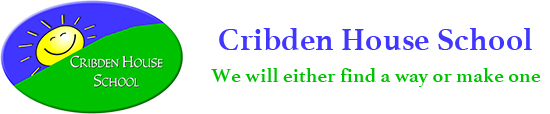 CRIBDEN HOUSE
SCHOOL
Cribden House School
We will either find a way or make one